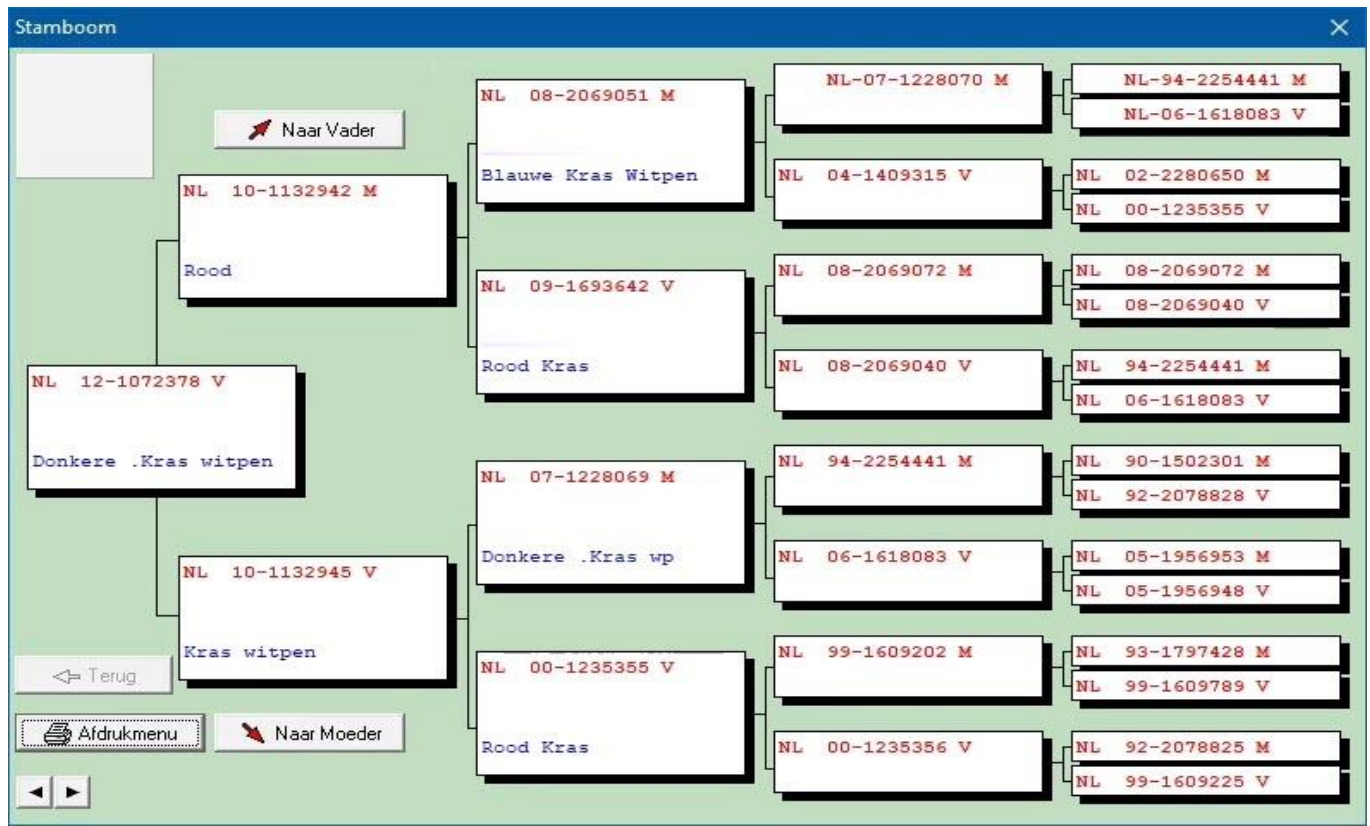 Stamboom
Naar Vader
NL 12-1072378 V
Donkere .Kras witpen
NL 10-1132942 M
Rood
NL 10-1132945 V
Kras witpen
NL 08-2069051 M
Blauwe Kras Witpen
NL 09-1693642 V
Rood Kras
NL 07-1228069 M
Donkere .Kras wp
NL 00-1235355 V
Rood Kras
NL-07-1228070 M
NL 04-1409315 V
NL 08-2069072 M
NL 08-2069040 V
NL 94-2254441 M
NL 06-1618083 V
NL 99-1609202 M
NL 00-1235356 V
NL-94-2254441 M
NL-06-1618083 V
NL 02-2280650 M
NL 00-1235355 V
NL 08-2069072 M
NL 08-2069040 V
NL 94-2254441 M
NL 06-1618083 V
NL 90-1502301 M
NL 92-2078828 V
NL 05-1956953 M
NL 05-1956948 V
NL 93-1797428 M
NL 99-1609789 V
NL 92-2078825 M
NL 99-1609225 V
Terug
Afdrukmenu
Naar Moeder